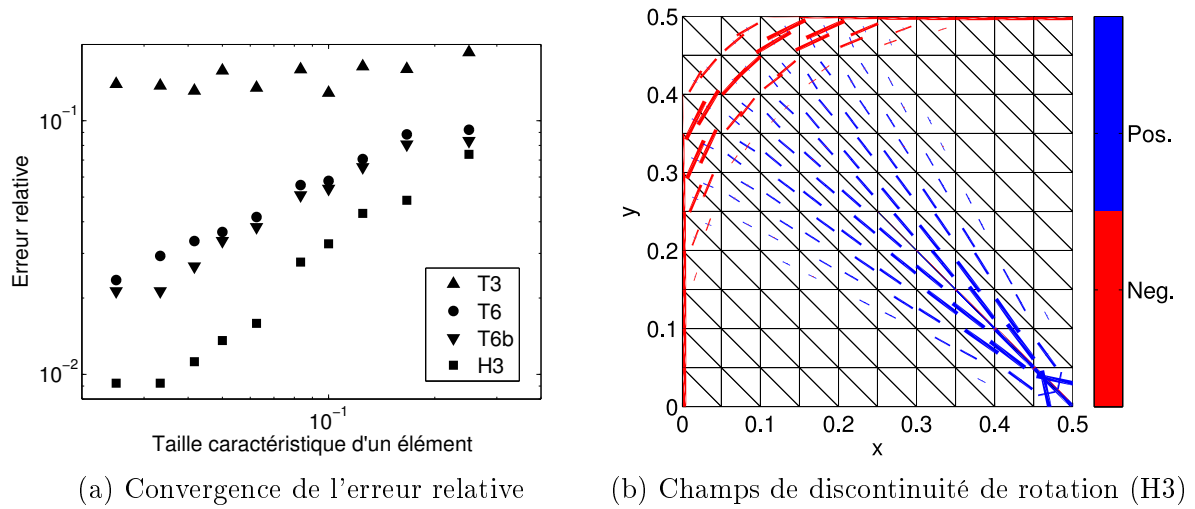 10⁻¹
10⁻²
10⁻¹
Erreur relative
Taille caractéristique d'un élément
T3
T6
T6b
H3
(a) Convergence de l'erreur relative
0.5
0.4
0.3
0.2
0.1
0
y
0
0.1
0.2
0.3
0.4
0.5
x
Pos.
Neg.
(b) Champs de discontinuité de rotation (H3)